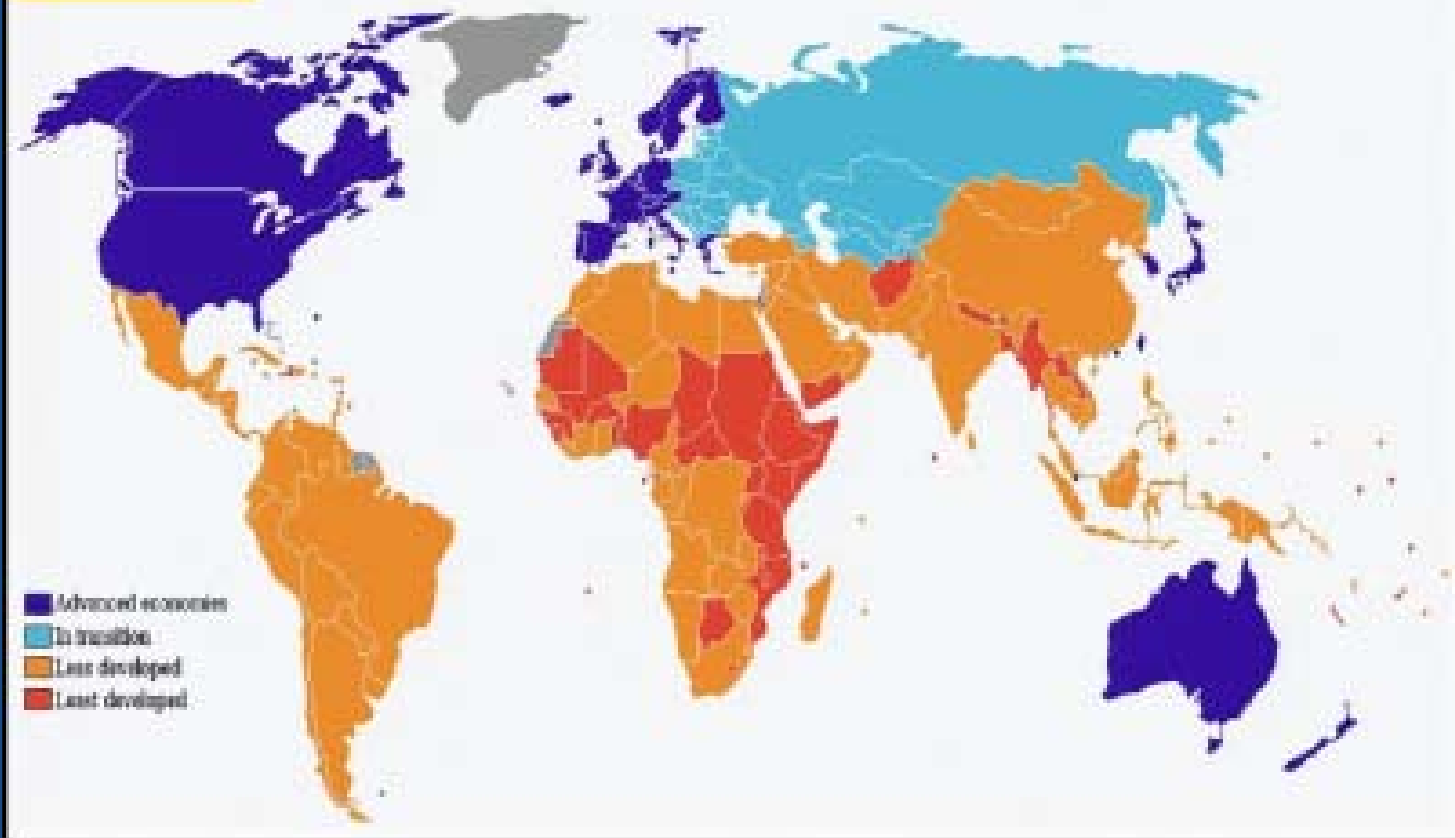 Advanced economies
In transition
Less developed
Least developed